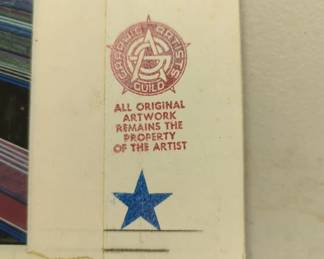 GRAPHIC ARTISTS
GUILD
ALL ORIGINAL
ARTWORK
REMAINS THE
PROPERTY
OF THE ARTIST